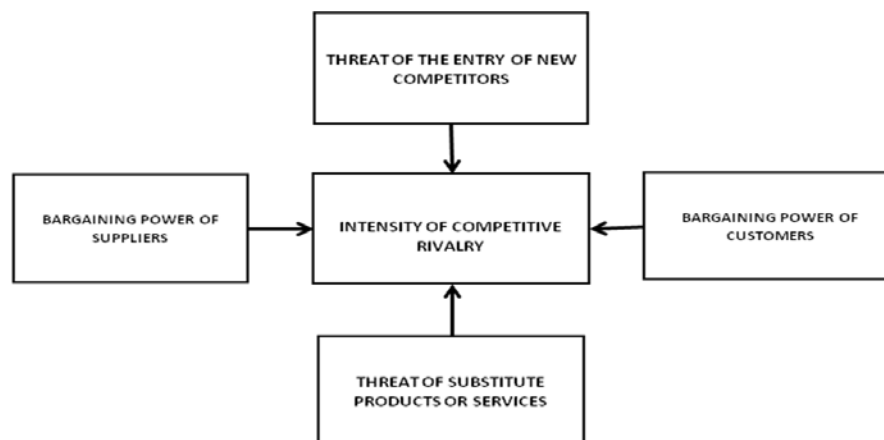 THREAT OF THE ENTRY OF NEW
COMPETITORS
BARGAINING POWER OF
SUPPLIERS
INTENSITY OF COMPETITIVE
RIVALRY
BARGAINING POWER OF
CUSTOMERS
THREAT OF SUBSTITUTE
PRODUCTS OR SERVICES